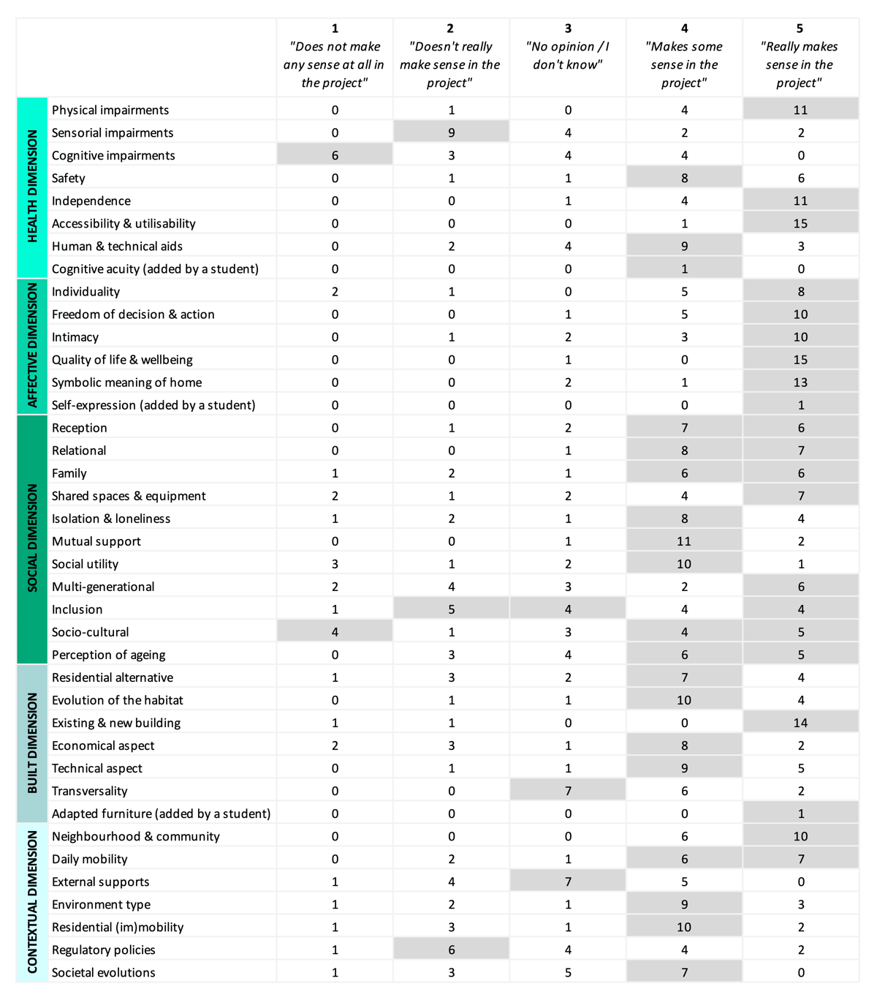 1 2 3 4 5
"Does not make any sense at all in the project" "Doesn't really make sense in the project" "No opinion / I don't know" "Makes some sense in the project" "Really makes sense in the project"
HEALTH DIMENSION
Physical impairments 0 1 0 4 11
Sensorial impairments 0 9 4 2 2
Cognitive impairments 6 3 4 4 0
Safety 0 1 1 8 6
Independence 0 0 1 4 11
Accessibility & utilisability 0 0 0 1 15
Human & technical aids 0 2 4 9 3
Cognitive acuity (added by a student) 0 0 0 1 0
AFFECTIVE DIMENSION
Individuality 2 1 0 5 8
Freedom of decision & action 0 0 1 5 10
Intimacy 0 1 2 3 10
Quality of life & wellbeing 0 0 1 0 15
Symbolic meaning of home 0 0 2 1 13
Self-expression (added by a student) 0 0 0 0 1
SOCIAL DIMENSION
Reception 0 1 2 7 6
Relational 0 0 1 8 7
Family 1 2 1 6 6
Shared spaces & equipment 2 1 2 4 7
Isolation & loneliness 1 2 1 8 4
Mutual support 0 0 1 11 2
Social utility 3 1 2 10 1
Multi-generational 2 4 3 2 6
Inclusion 1 5 4 4 4
Socio-cultural 4 1 3 4 5
Perception of ageing 0 3 4 6 5
BUILT DIMENSION
Residential alternative 1 3 2 7 4
Evolution of the habitat 0 1 1 10 4
Existing & new building 1 1 0 0 14
Economical aspect 2 3 1 8 2
Technical aspect 0 1 1 9 5
Transversality 0 0 7 6 2
Adapted furniture (added by a student) 0 0 0 0 1
CONTEXTUAL DIMENSION
Neighbourhood & community 0 0 0 6 10
Daily mobility 0 2 1 6 7
External supports 1 4 7 5 0
Environment type 1 2 1 9 3
Residential (im)mobility 1 3 1 10 2
Regulatory policies 1 6 4 4 2
Societal evolutions 1 3 5 7 0